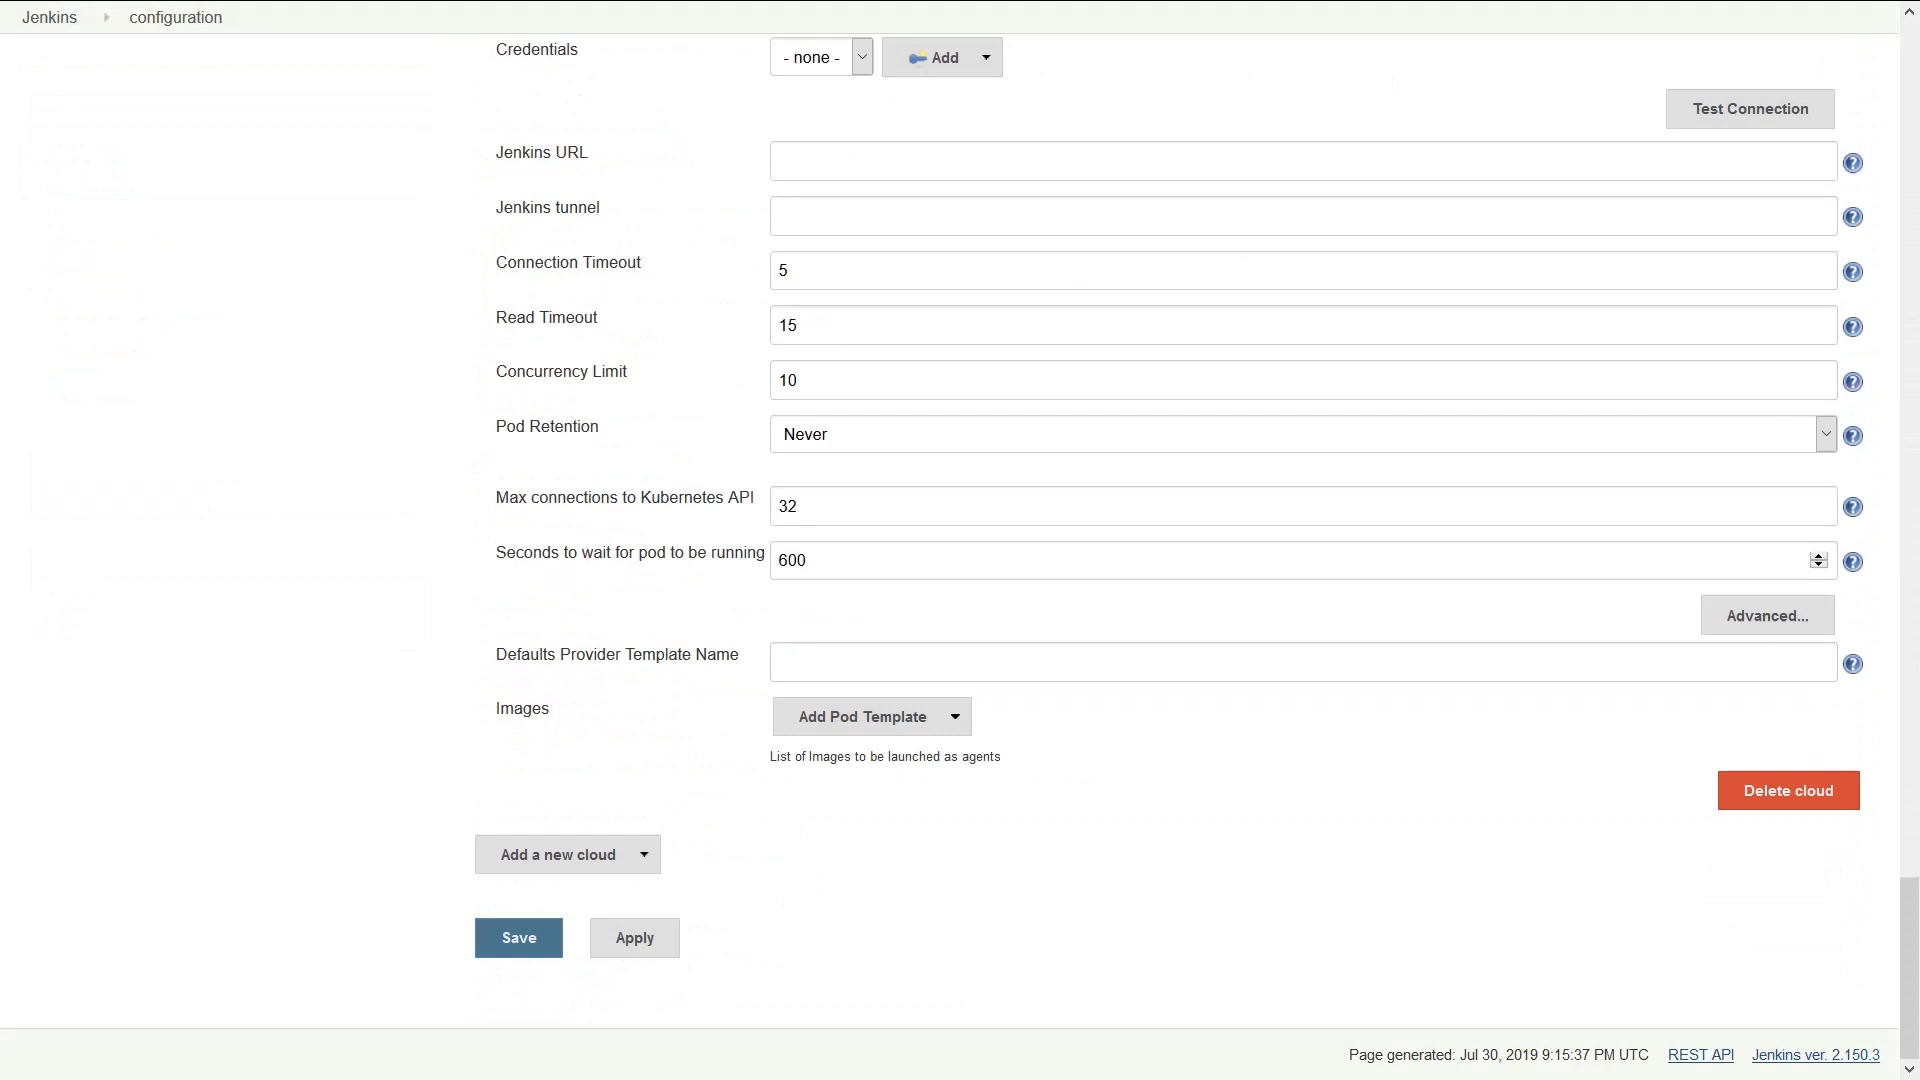 Jenkins configuration
Credentials - none - Add
Test Connection
Jenkins URL
Jenkins tunnel
Connection Timeout 5
Read Timeout 15
Concurrency Limit 10
Pod Retention Never
Max connections to Kubernetes API 32
Seconds to wait for pod to be running 600
Advanced...
Defaults Provider Template Name
Images Add Pod Template
List of Images to be launched as agents
Delete cloud
Add a new cloud
Save Apply
Page generated: Jul 30, 2019 9:15:37 PM UTC REST API Jenkins ver. 2.150.3